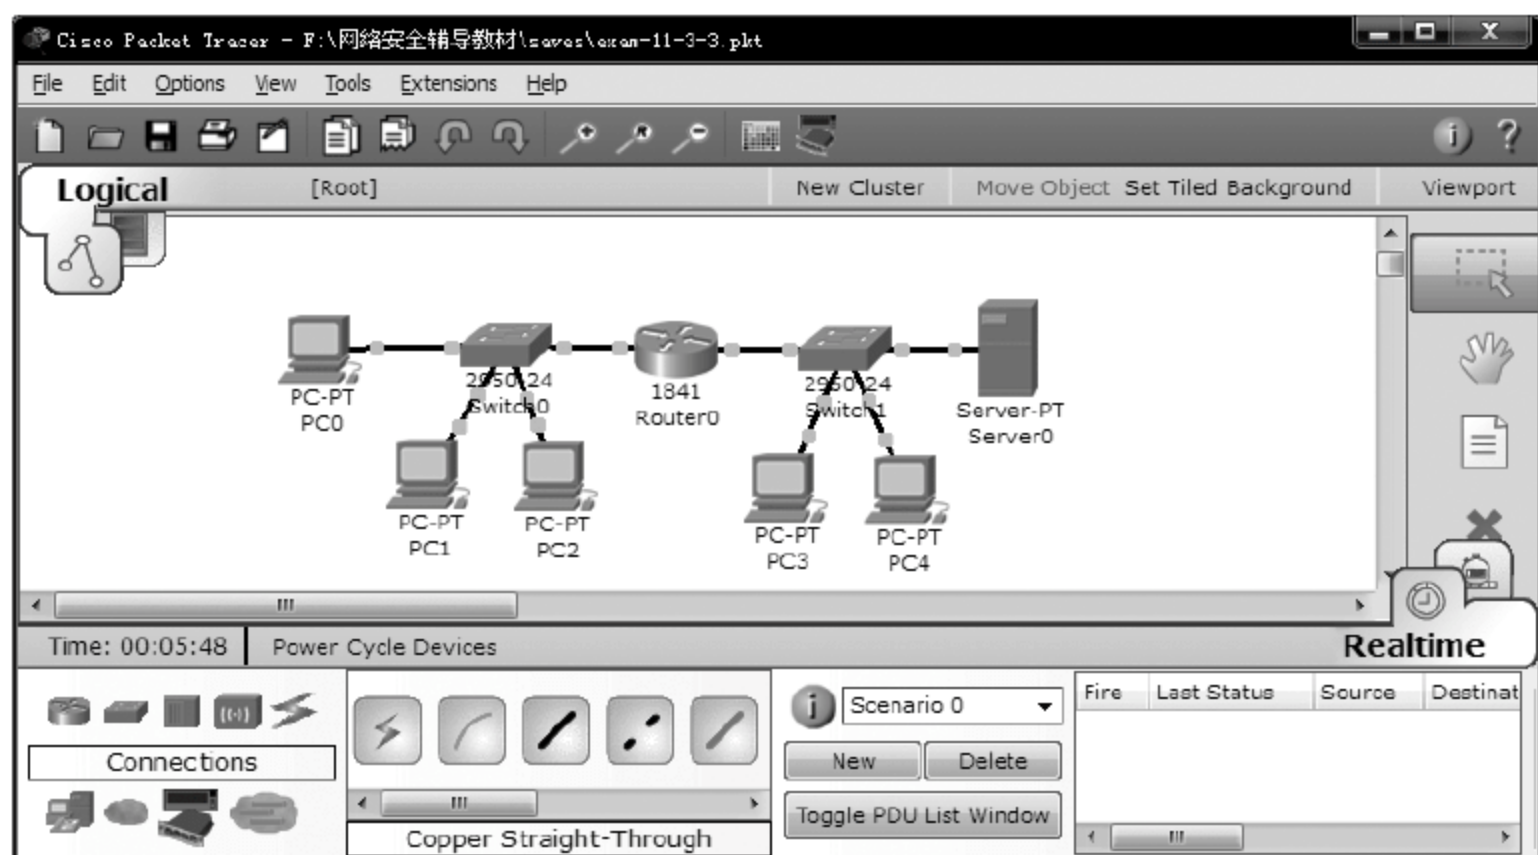 Cisco Packet Tracer - F:\网络安全辅导教材\saves\exam-11-3-3.pkt
File Edit Options View Tools Extensions Help
Logical [Root] New Cluster Move Object Set Tiled Background Viewport
PC-PT
PC0
2950-24
Switch0
1841
Router0
2950-24
Switch1
Server-PT
Server0
PC-PT
PC1
PC-PT
PC2
PC-PT
PC3
PC-PT
PC4
Time: 00:05:48 Power Cycle Devices Realtime
Connections
Copper Straight-Through
Scenario 0
New Delete
Toggle PDU List Window
Fire Last Status Source Destinat